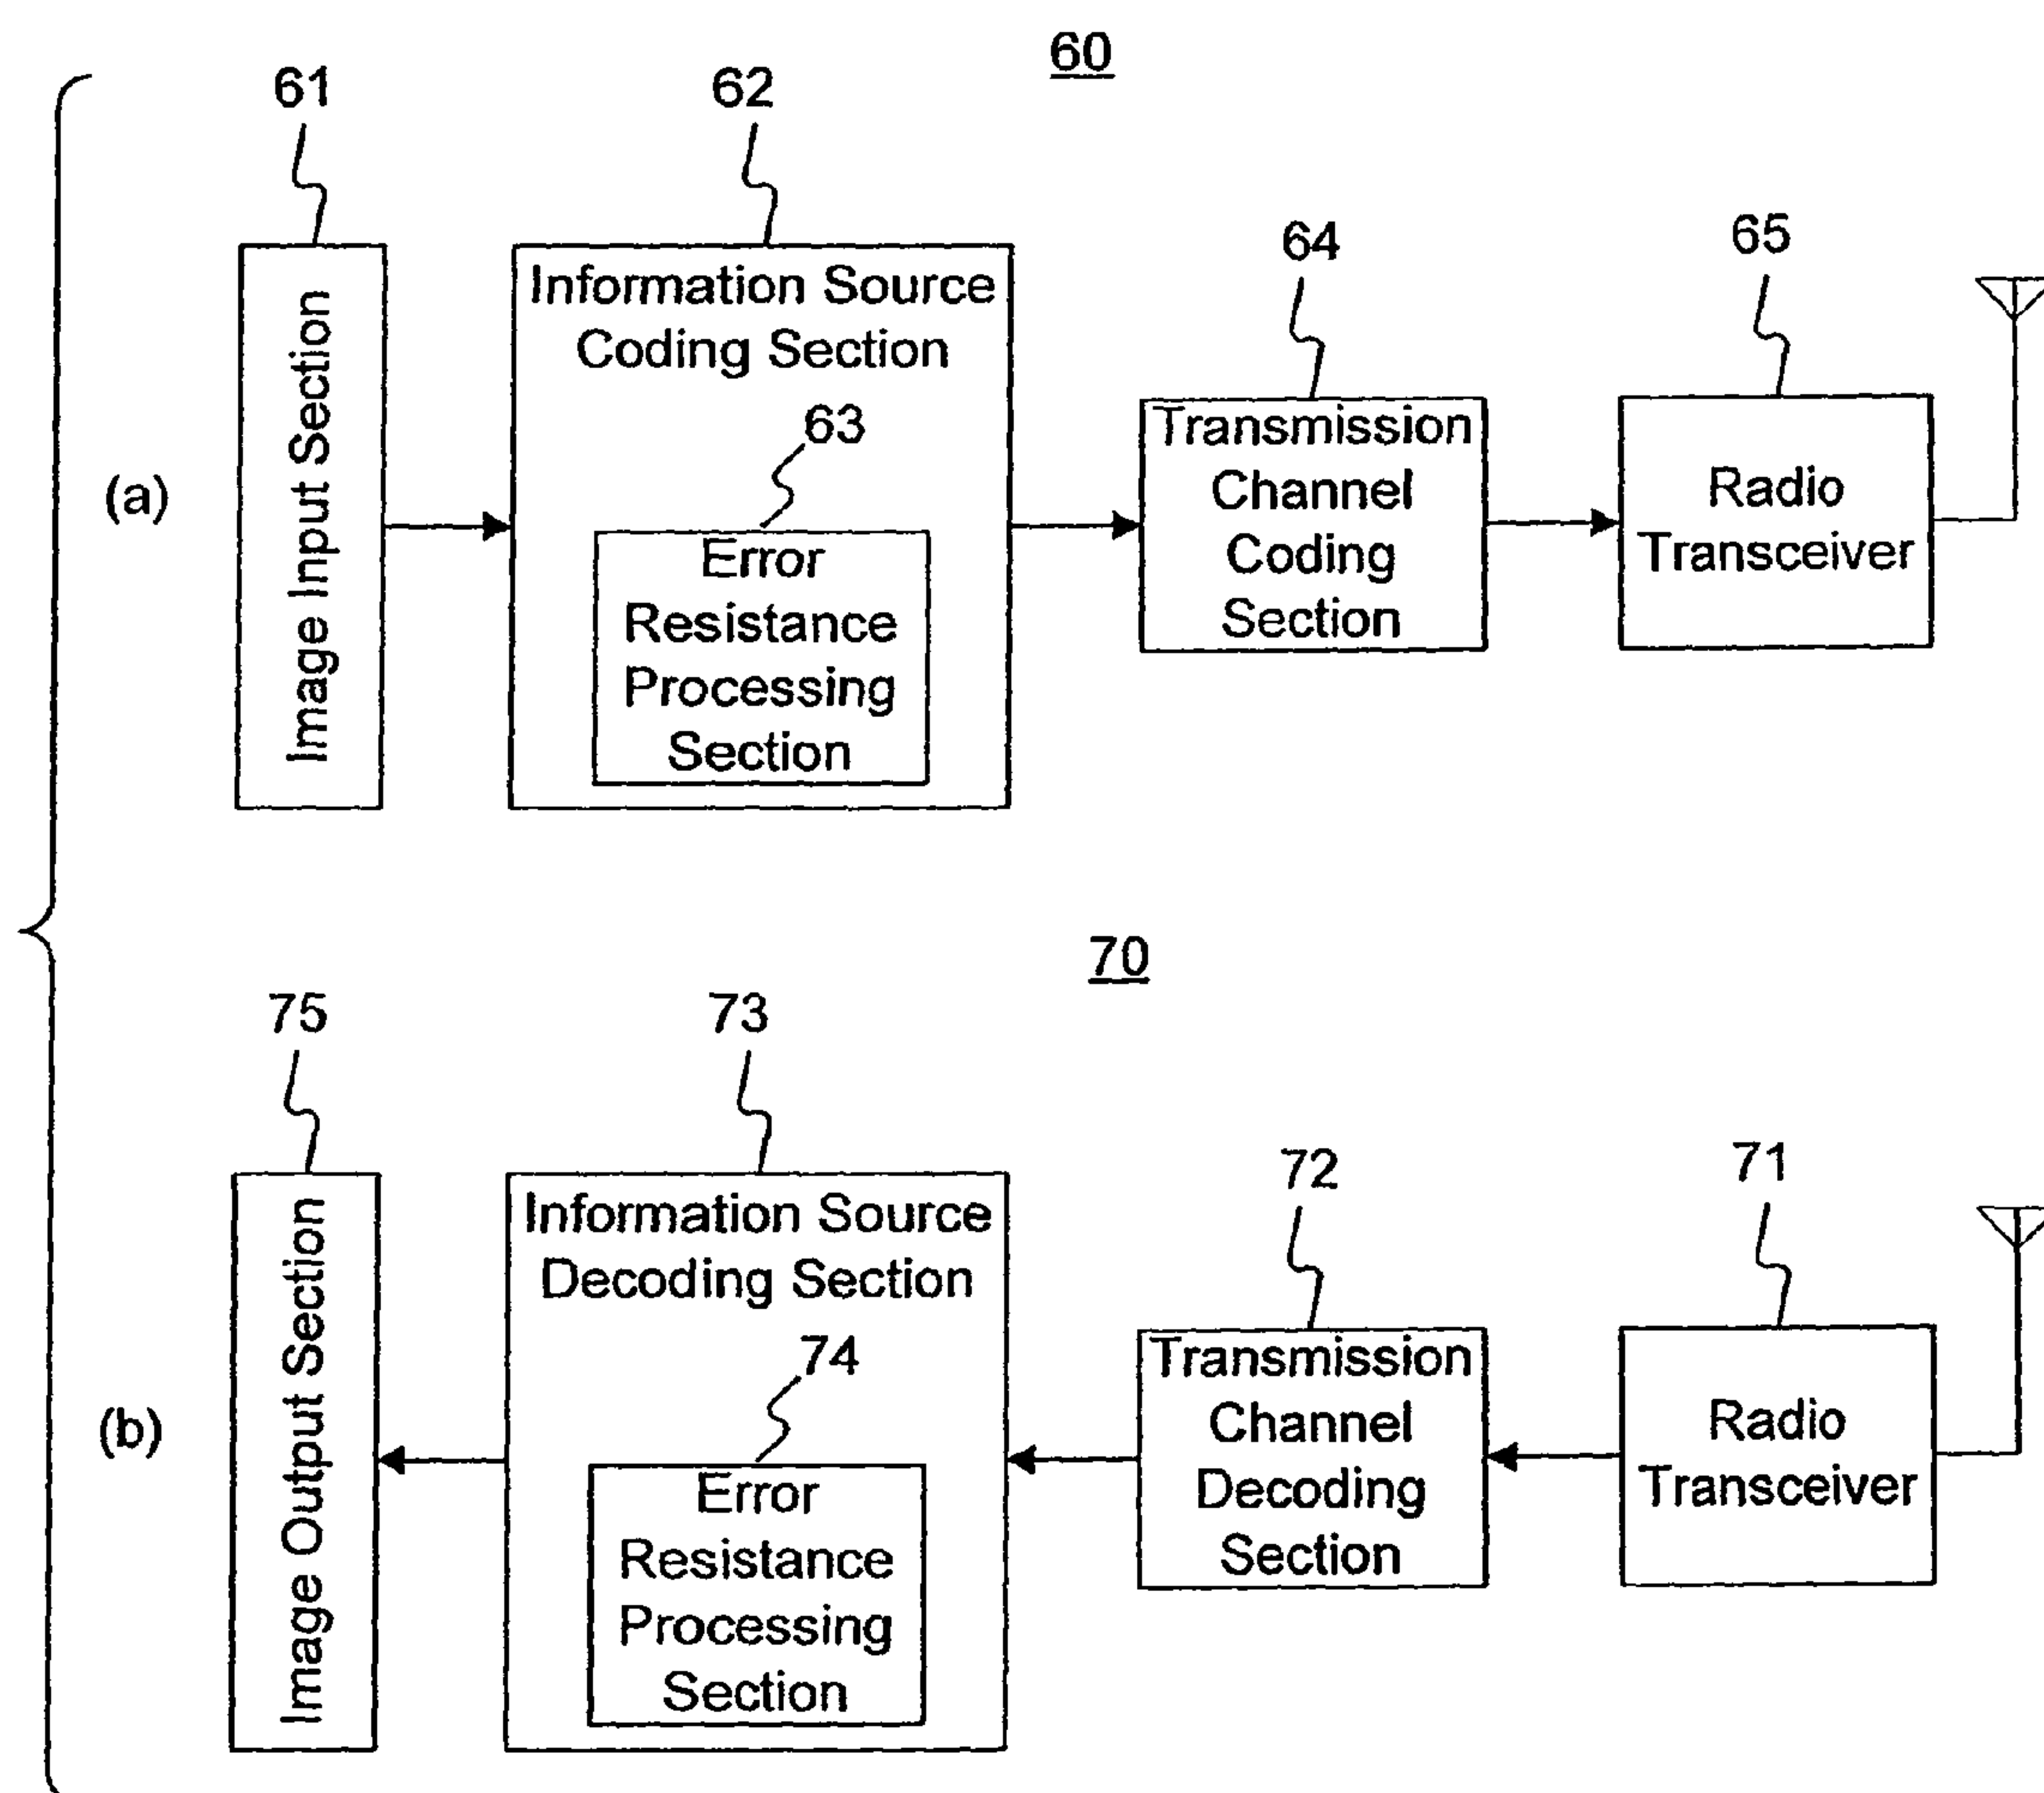 60
61
62
64
65
63
(a)
Image Input Section
Information Source
Coding Section
Error
Resistance
Processing
Section
Transmission
Channel
Coding
Section
Radio
Transceiver
70
75
73
72
71
74
(b)
Image Output Section
Information Source
Decoding Section
Error
Resistance
Processing
Section
Transmission
Channel
Decoding
Section
Radio
Transceiver